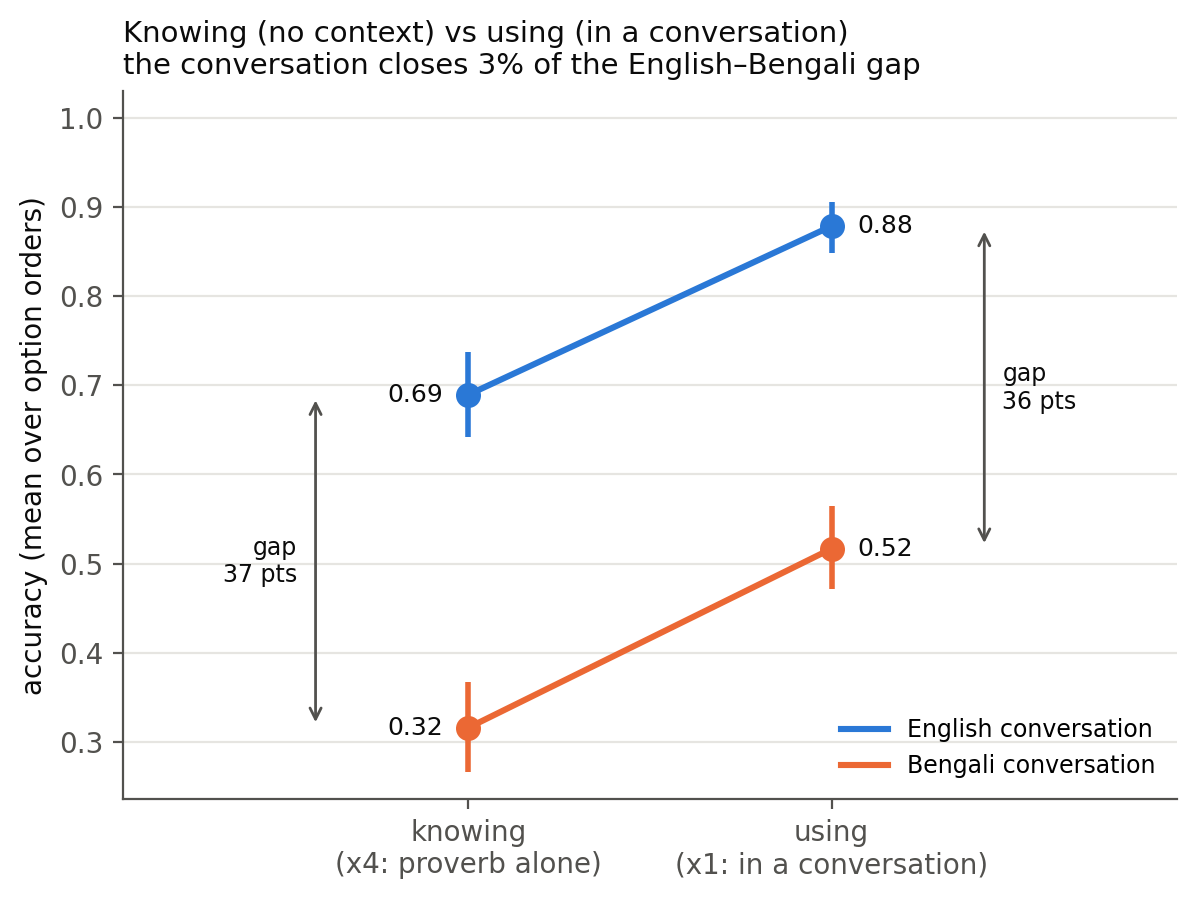 Knowing (no context) vs using (in a conversation)
the conversation closes 3% of the English–Bengali gap
accuracy (mean over option orders)
1.0
0.9
0.8
0.7
0.6
0.5
0.4
0.3
0.69
0.88
0.32
0.52
gap
37 pts
gap
36 pts
English conversation
Bengali conversation
knowing
(x4: proverb alone)
using
(x1: in a conversation)